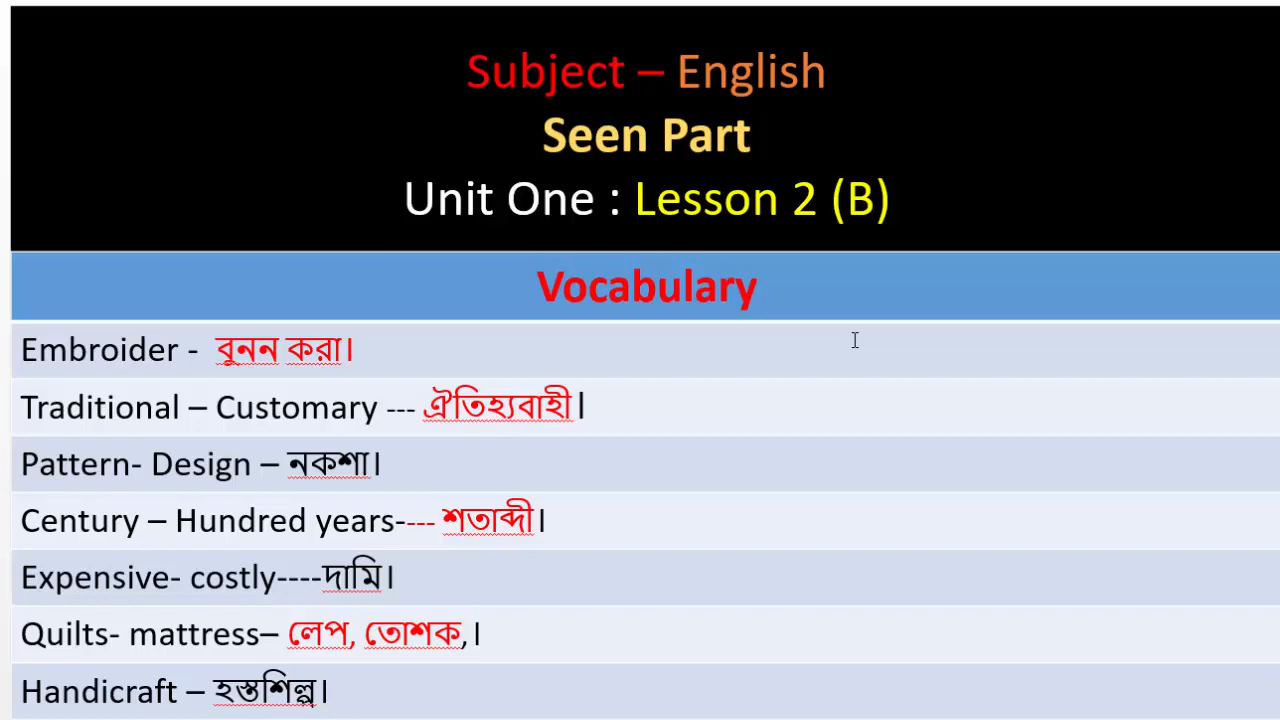 Subject – English
Seen Part
Unit One : Lesson 2 (B)
Vocabulary
Embroider - বুনন করা।
Traditional – Customary --- ঐতিহ্যবাহী।
Pattern- Design – নকশা।
Century – Hundred years---- শতাব্দী।
Expensive- costly----দামি।
Quilts- mattress– লেপ, তোশক,।
Handicraft – হস্তশিল্প।